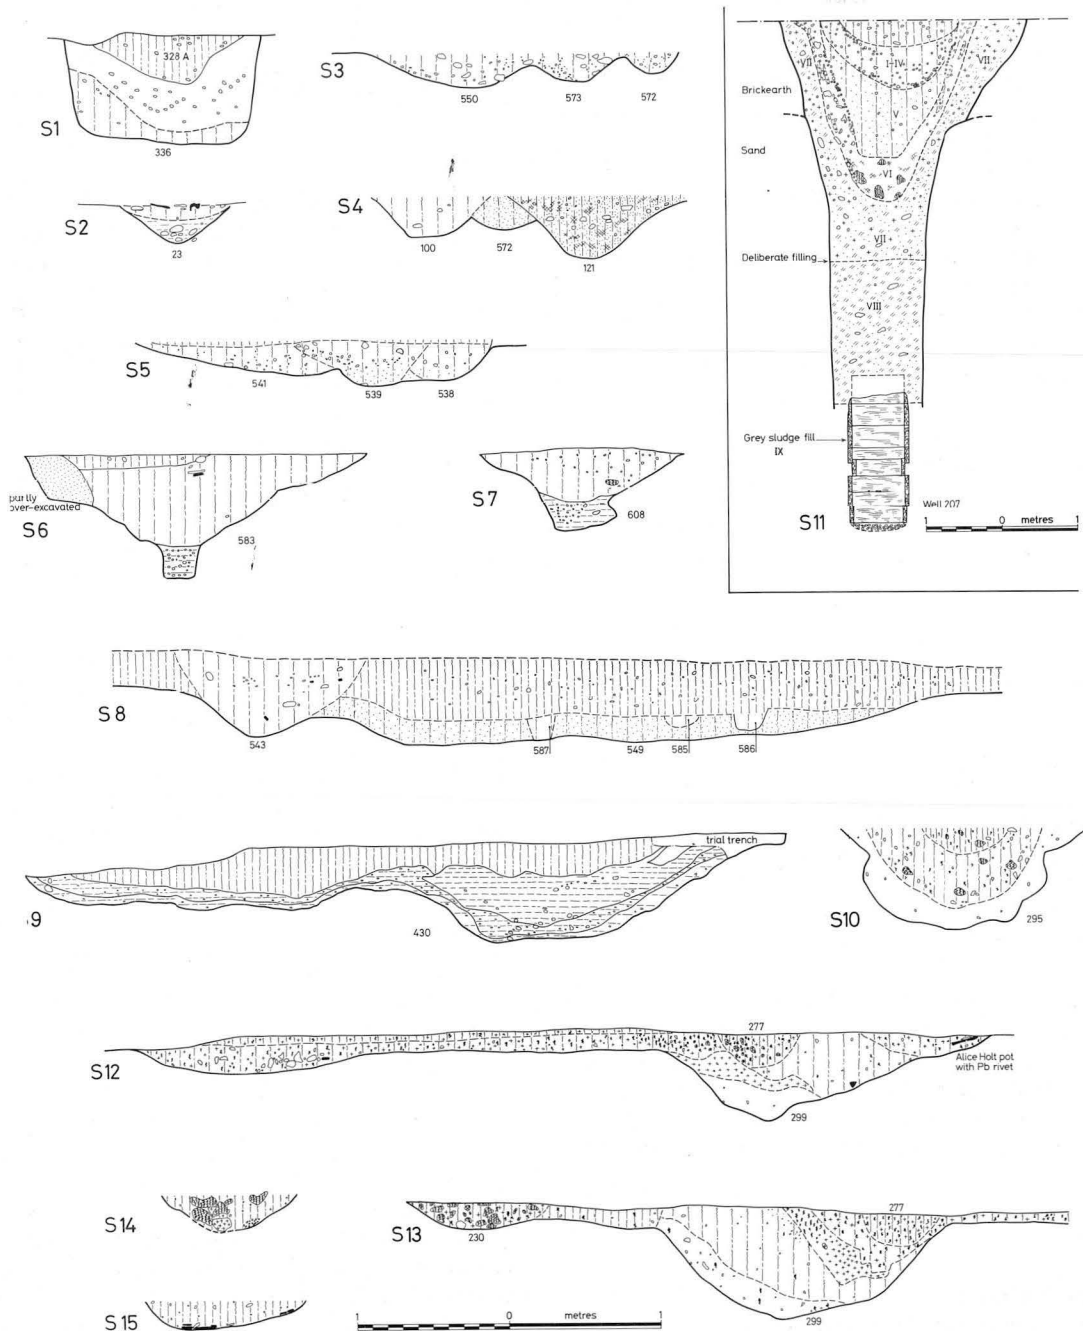 328 A
S1
336
S2
23
S3
550
573
572
S4
100
572
121
S5
541
539
538
partly
over-excavated
S6
583
S7
608
VII
I-IV
VII
Brickearth
V
Sand
VI
VII
Deliberate filling
VIII
Grey sludge fill
IX
Well 207
S11
1 0 metres 1
S8
543
587
549
585
586
trial trench
9
430
S10
295
277
S12
Alice Holt pot
with Pb rivet
299
S14
S13
230
277
299
S15
1 0 metres 1